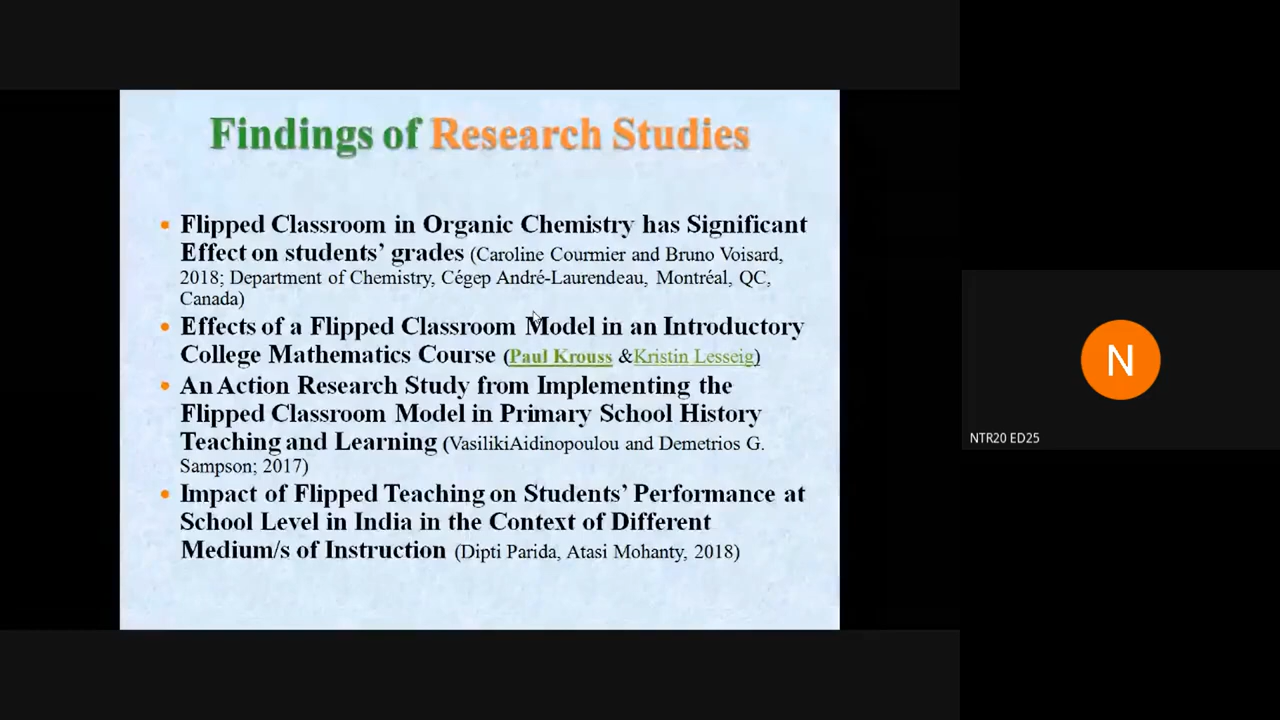 Findings of Research Studies
• Flipped Classroom in Organic Chemistry has Significant
Effect on students’ grades (Caroline Courmier and Bruno Voisard,
2018; Department of Chemistry, Cégep André-Laurendeau, Montréal, QC,
Canada)
• Effects of a Flipped Classroom Model in an Introductory
College Mathematics Course (Paul Krouss &Kristin Lesseig)
• An Action Research Study from Implementing the
Flipped Classroom Model in Primary School History
Teaching and Learning (VasilikiAidinopoulou and Demetrios G.
Sampson; 2017)
• Impact of Flipped Teaching on Students’ Performance at
School Level in India in the Context of Different
Medium/s of Instruction (Dipti Parida, Atasi Mohanty, 2018)
N
NTR20 ED25